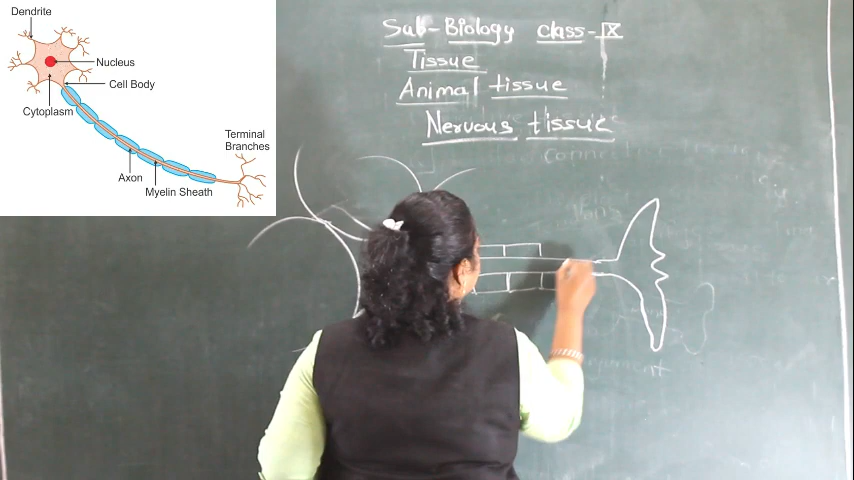 Dendrite
Nucleus
Cell Body
Cytoplasm
Terminal
Branches
Axon
Myelin Sheath
Sub-Biology class-IX
Tissue
Animal tissue
Nervous tissue